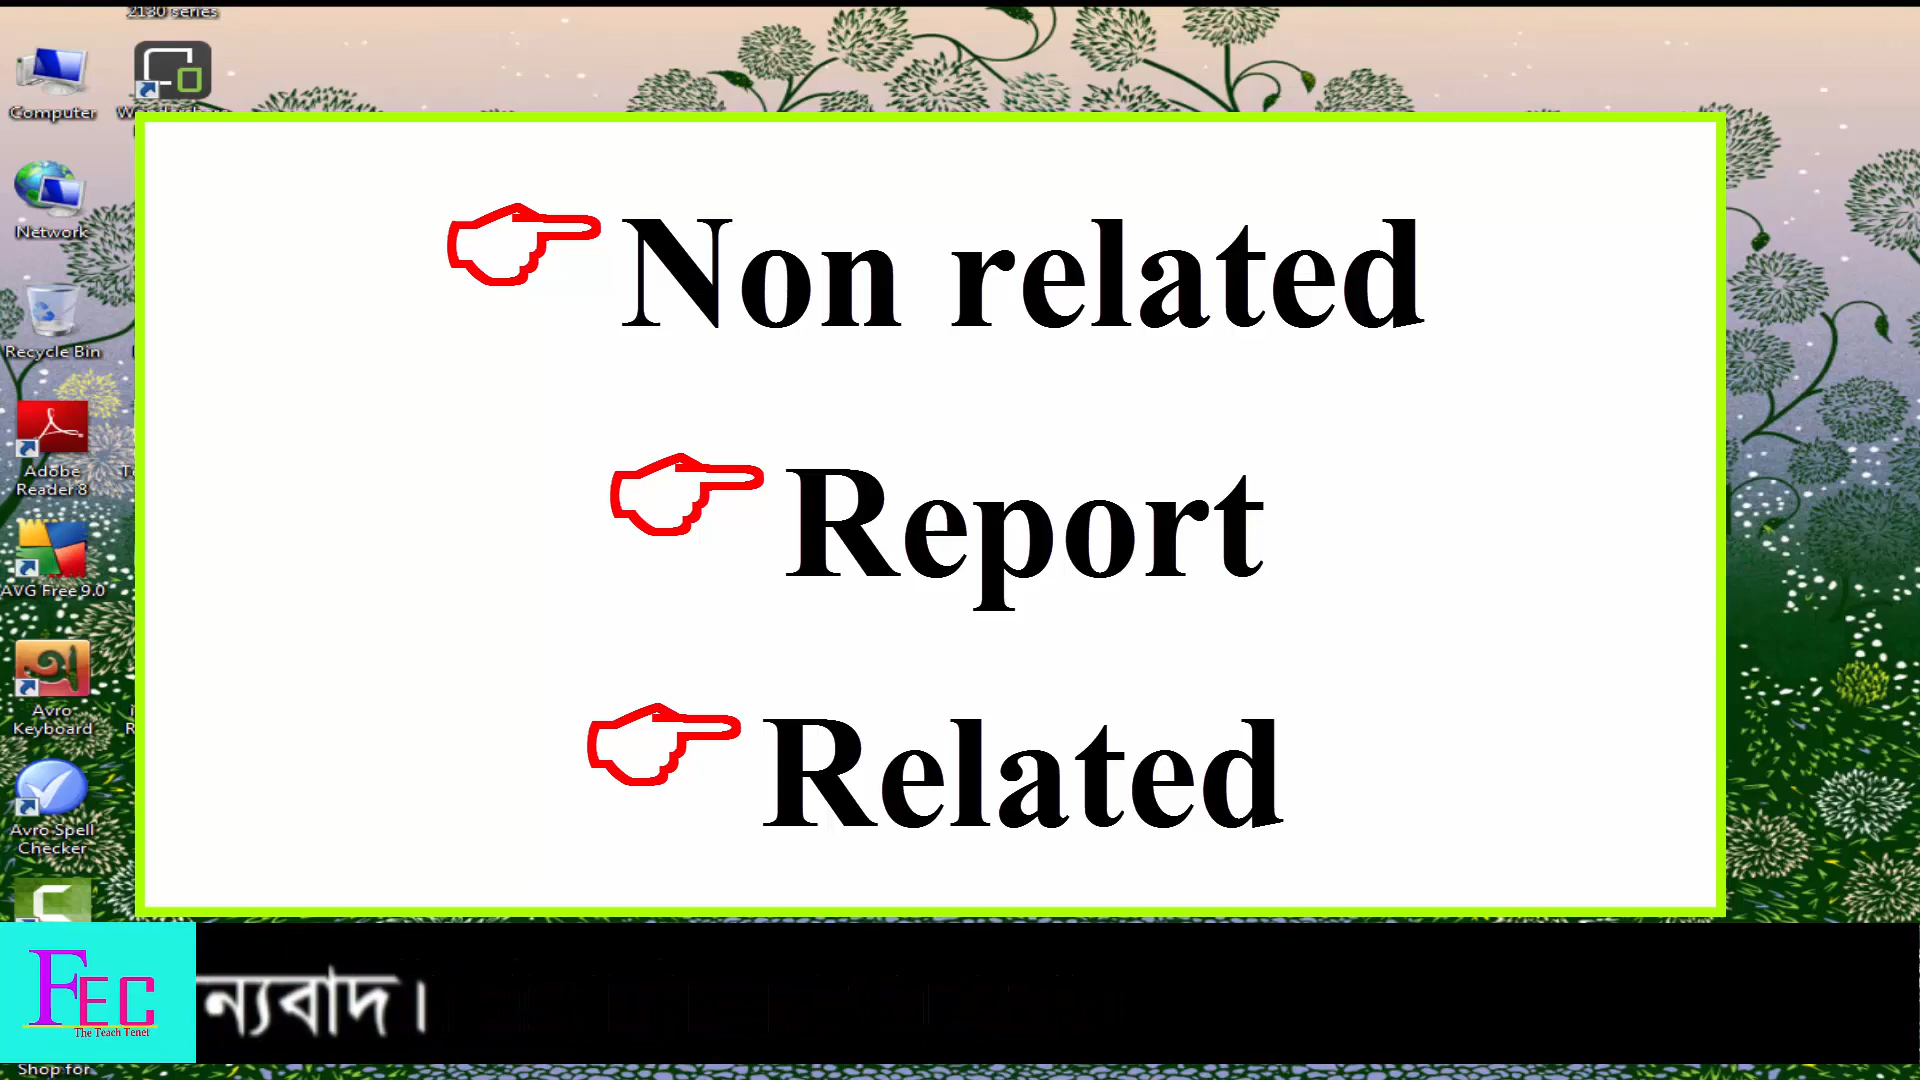 2130 series
Computer
Network
Recycle Bin
Adobe
Reader 8
AVG Free 9.0
Avro
Keyboard
Avro Spell
Checker
Non related
Report
Related
FEC
The Teach Tenet
ন্যবাদ।
Shop for